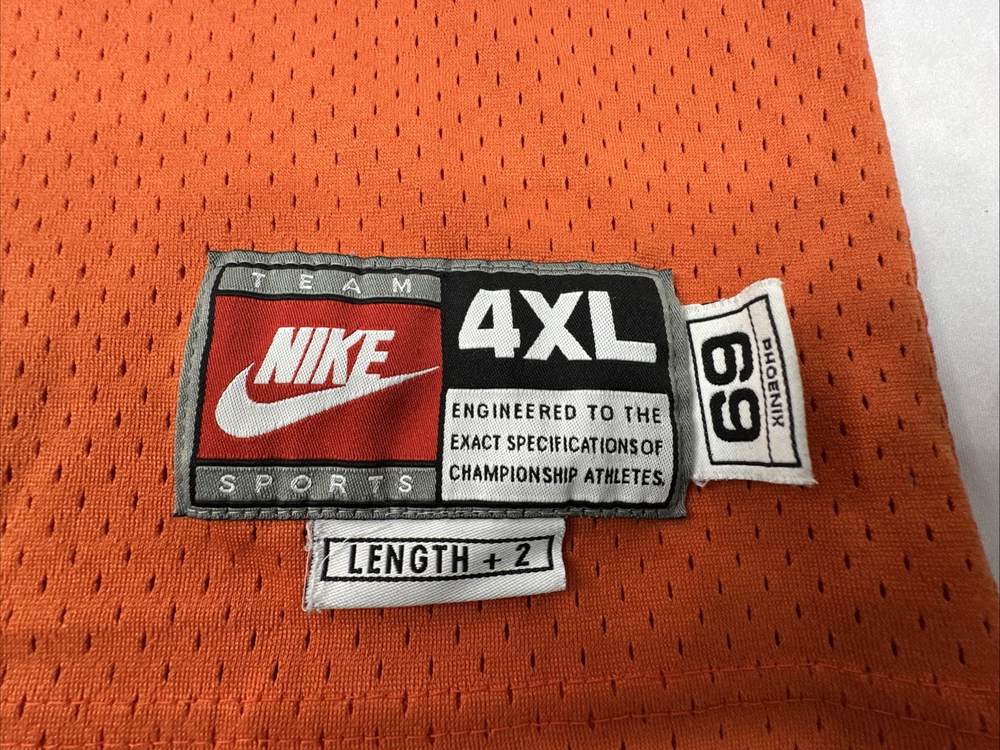 TEAM
NIKE
SPORTS
4XL
ENGINEERED TO THE
EXACT SPECIFICATIONS OF
CHAMPIONSHIP ATHLETES.
LENGTH + 2
PHOENIX
69